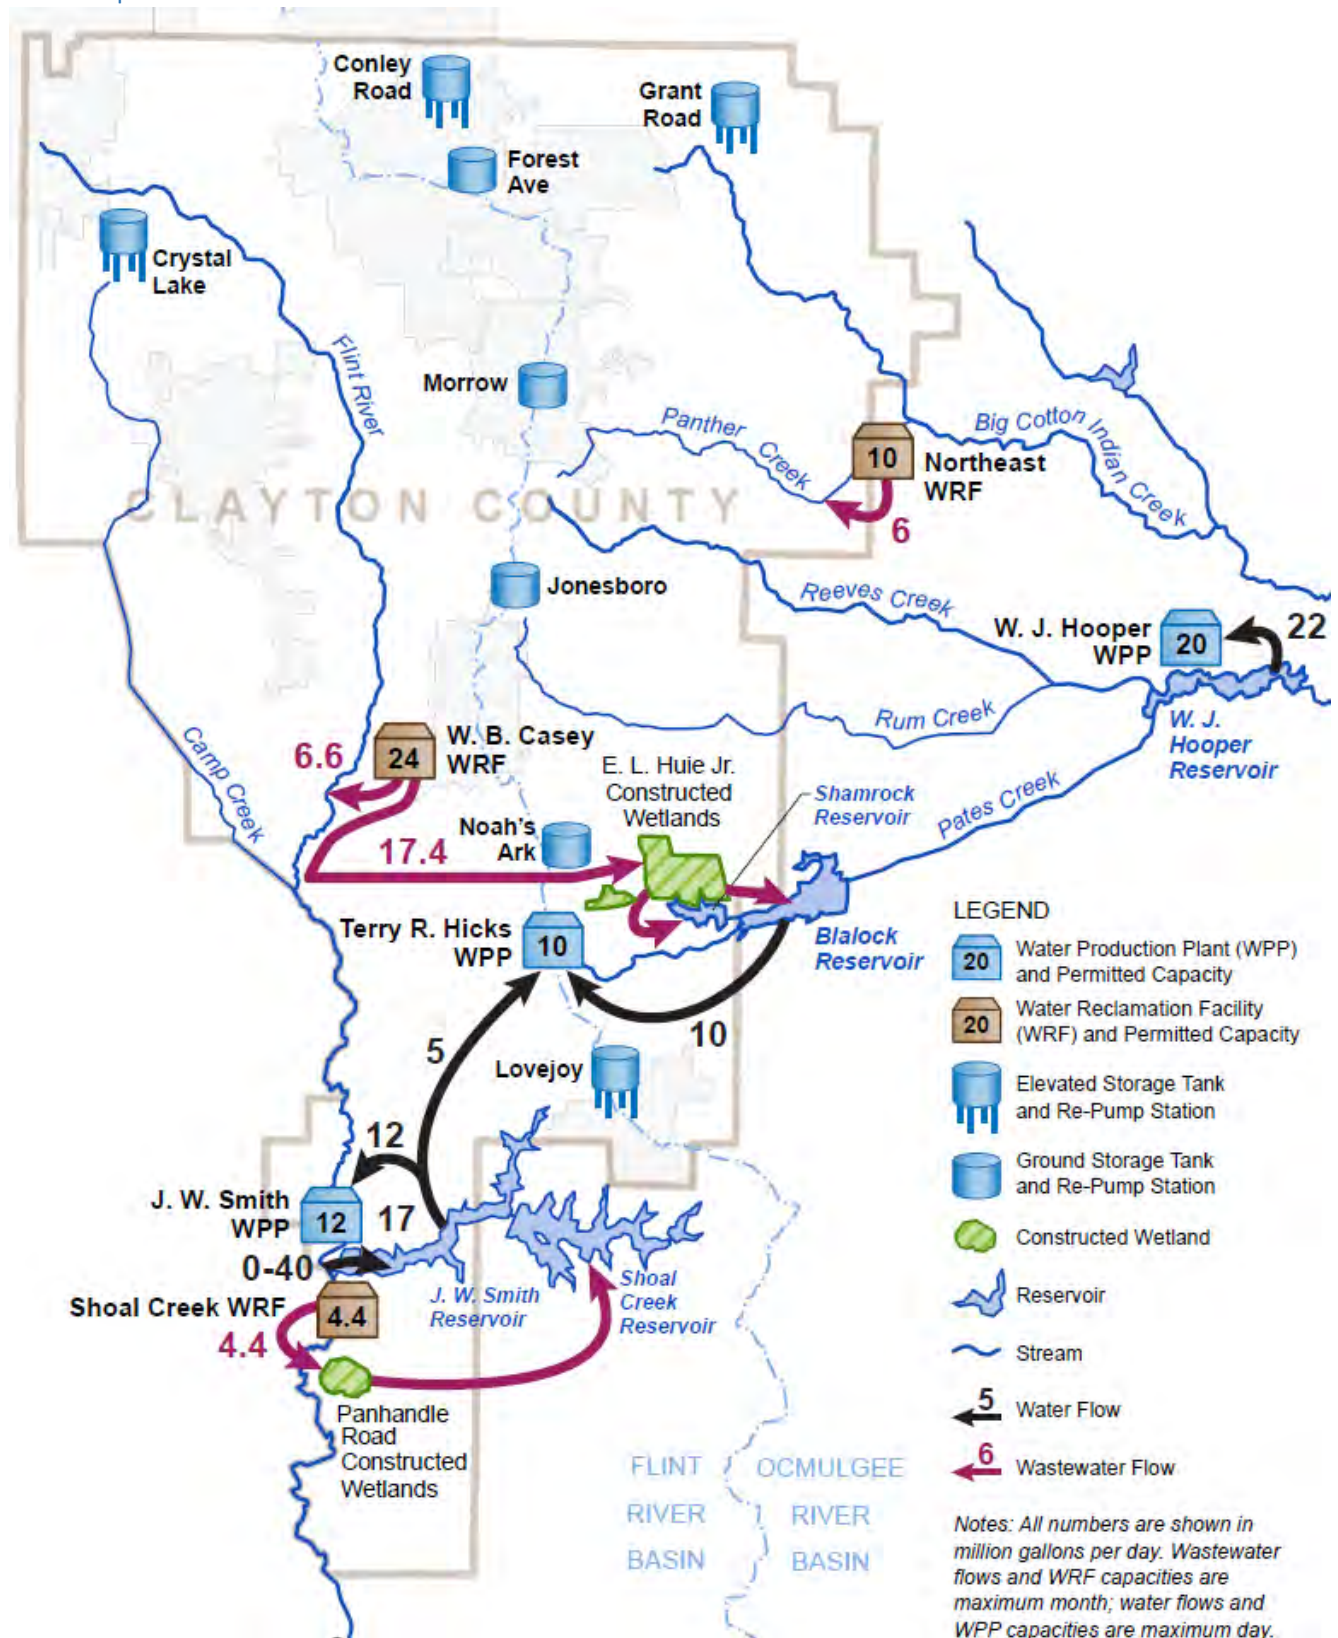 Conley
Road
Grant
Road
Forest
Ave
Crystal
Lake
Flint River
Morrow
Panther Creek
Big Cotton Indian Creek
10
Northeast
WRF
CLAYTON COUNTY
6
Jonesboro
Reeves Creek
W. J. Hooper
WPP
20
22
Rum Creek
W. J.
Hooper
Reservoir
Camp Creek
6.6
24
W. B. Casey
WRF
E. L. Huie Jr.
Constructed
Wetlands
Shamrock
Reservoir
Pates Creek
Noah's
Ark
17.4
Terry R. Hicks
WPP
10
Blalock
Reservoir
10
5
Lovejoy
12
J. W. Smith
WPP
12
17
0-40
J. W. Smith
Reservoir
Shoal
Creek
Reservoir
Shoal Creek WRF
4.4
4.4
Panhandle
Road
Constructed
Wetlands
FLINT
RIVER
BASIN
OCMULGEE
RIVER
BASIN
LEGEND
20
Water Production Plant (WPP)
and Permitted Capacity
20
Water Reclamation Facility
(WRF) and Permitted Capacity
Elevated Storage Tank
and Re-Pump Station
Ground Storage Tank
and Re-Pump Station
Constructed Wetland
Reservoir
Stream
5
Water Flow
6
Wastewater Flow
Notes: All numbers are shown in
million gallons per day. Wastewater
flows and WRF capacities are
maximum month; water flows and
WPP capacities are maximum day.